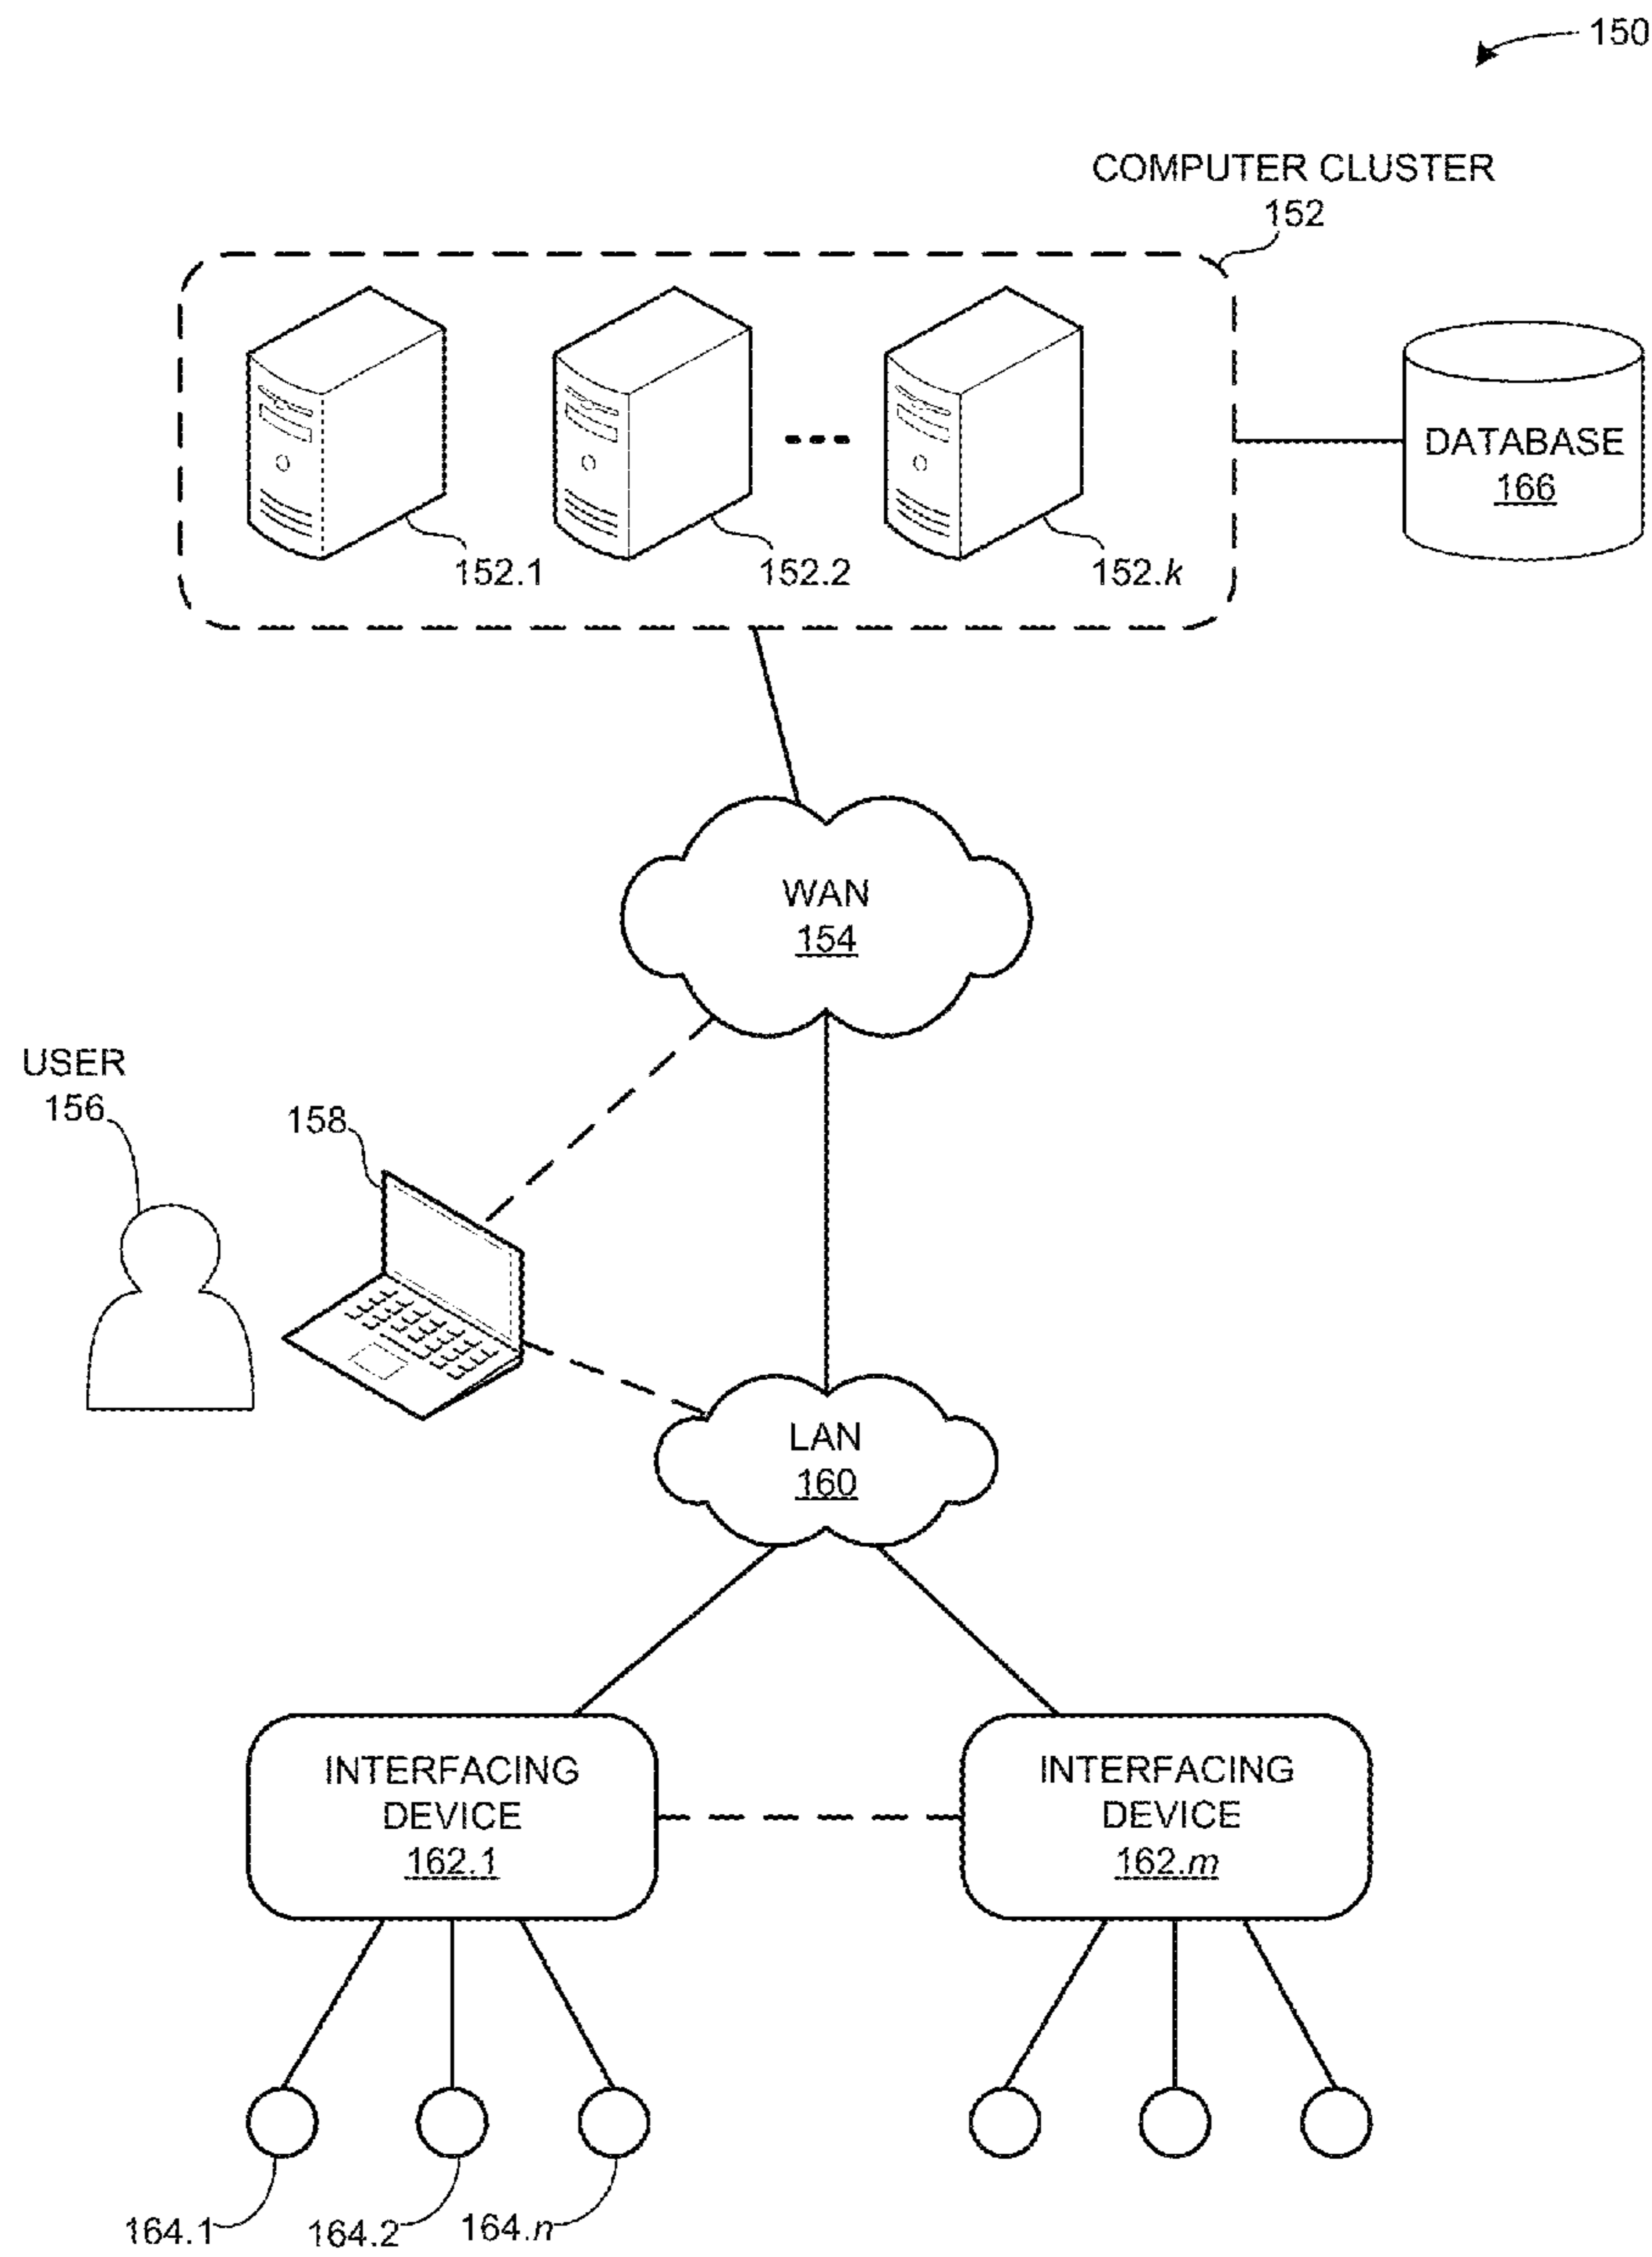 150
COMPUTER CLUSTER
152
152.1
152.2
152.k
DATABASE
166
WAN
154
USER
156
158
LAN
160
INTERFACING
DEVICE
162.1
INTERFACING
DEVICE
162.m
164.1
164.2
164.n